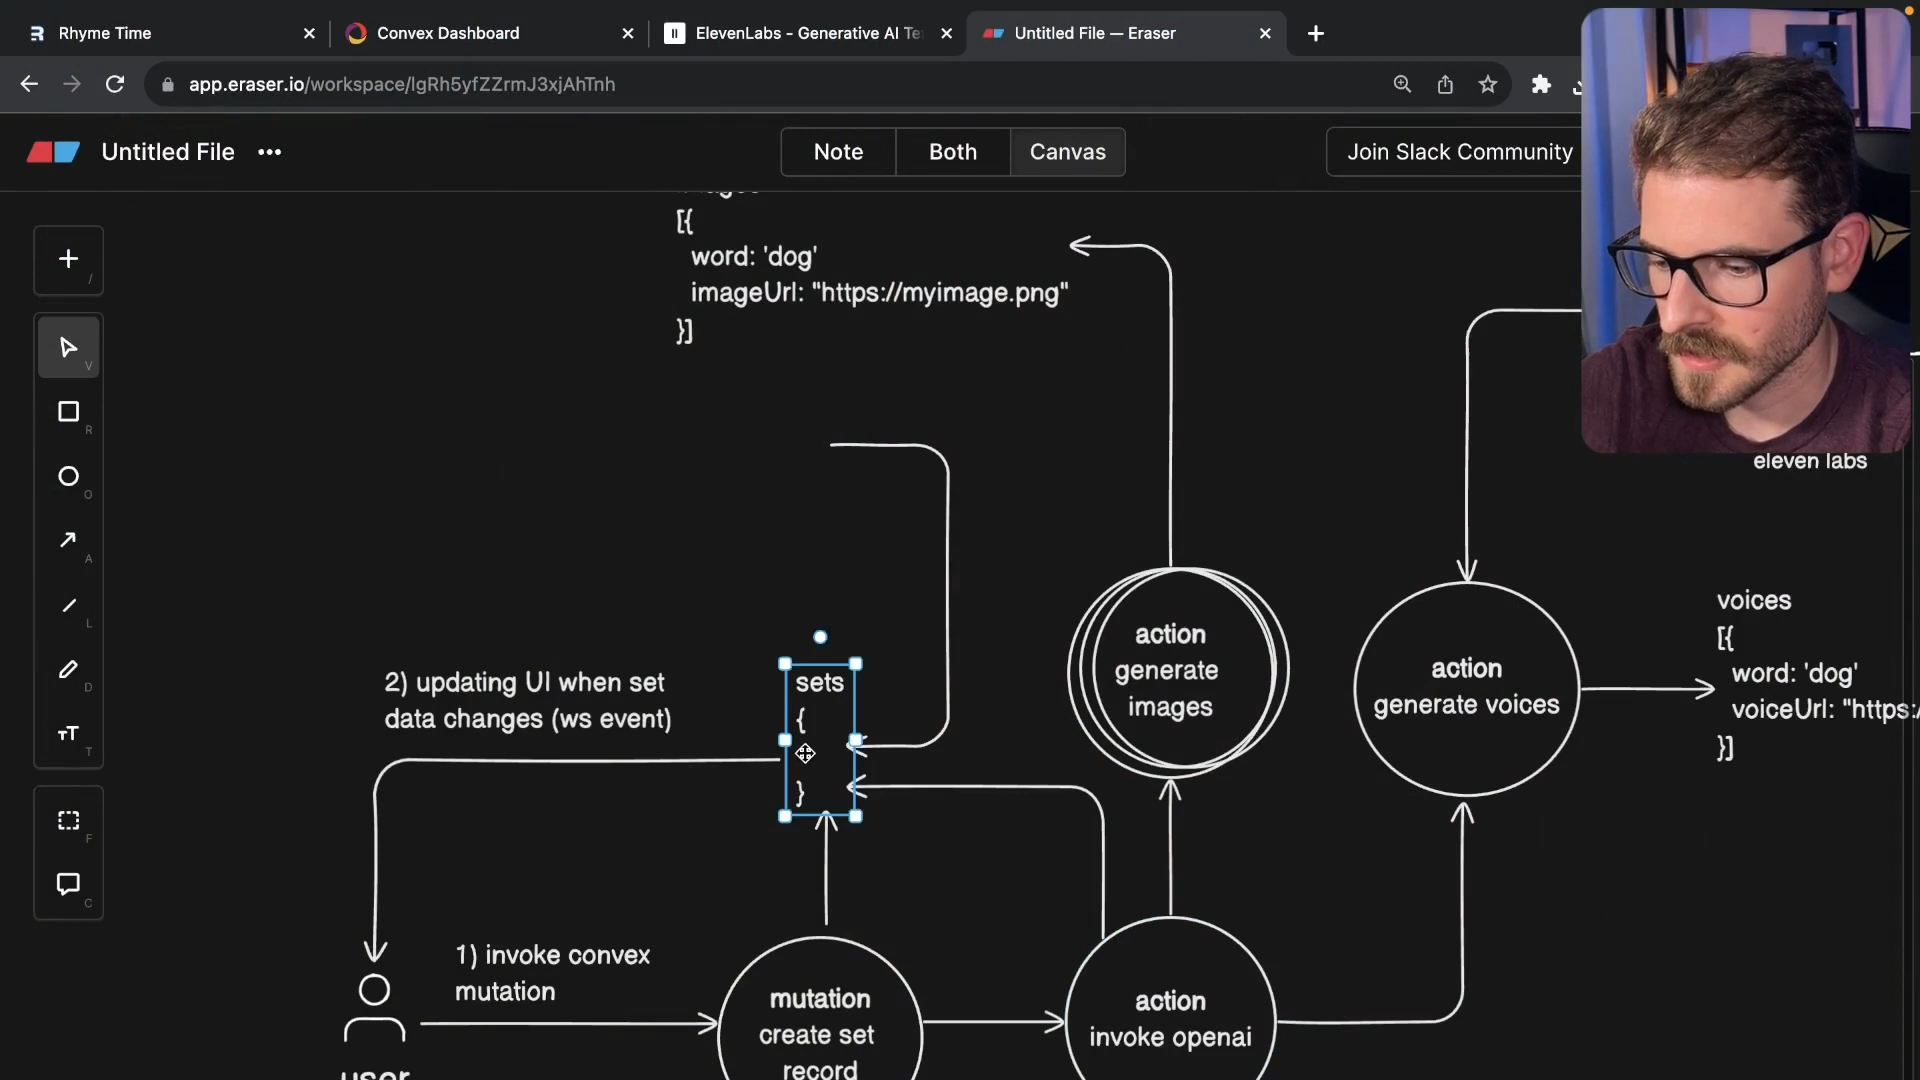 Rhyme Time
Convex Dashboard
ElevenLabs - Generative AI Te
Untitled File — Eraser
app.eraser.io/workspace/lgRh5yfZZrmJ3xjAhTnh
Untitled File
Note
Both
Canvas
Join Slack Community
[{
word: 'dog'
imageUrl: "https://myimage.png"
}]
/
V
R
O
A
L
D
T
F
C
eleven labs
2) updating UI when set
data changes (ws event)
sets
{
}
action
generate
images
action
generate voices
voices
[{
word: 'dog'
voiceUrl: "https:/
}]
1) invoke convex
mutation
user
mutation
create set
record
action
invoke openai